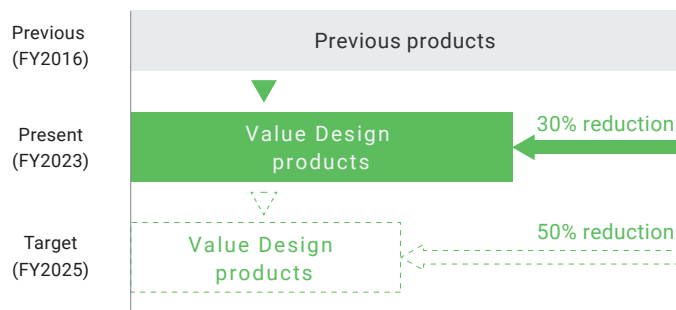 Previous
(FY2016)
Previous products
Present
(FY2023)
Value Design
products
30% reduction
Target
(FY2025)
Value Design
products
50% reduction